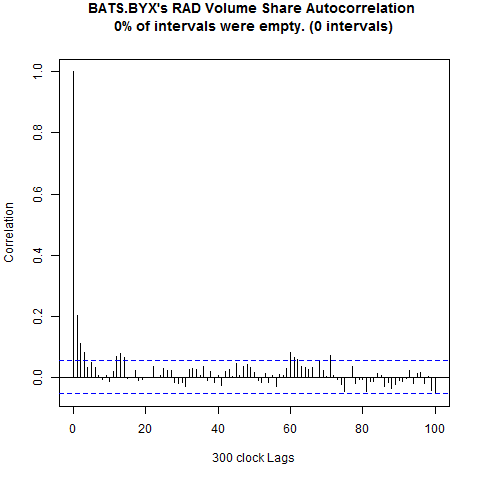 BATS.BYX's RAD Volume Share Autocorrelation
0% of intervals were empty. (0 intervals)
1.0
0.8
0.6
0.4
0.2
0.0
Correlation
0 20 40 60 80 100
300 clock Lags